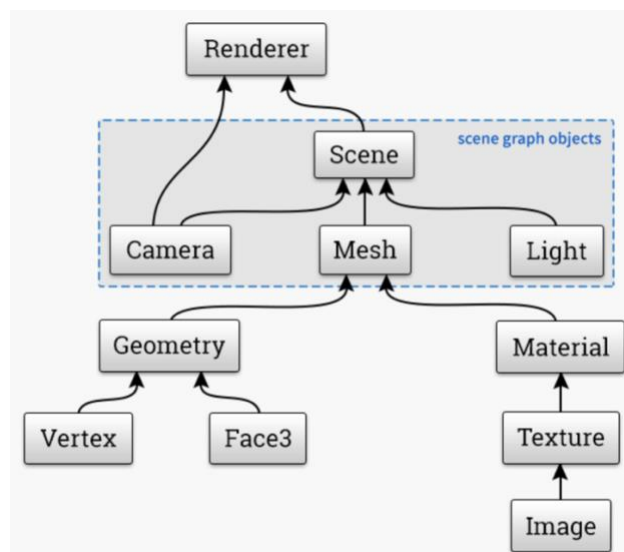 Renderer
scene graph objects
Scene
Camera
Mesh
Light
Geometry
Material
Vertex
Face3
Texture
Image